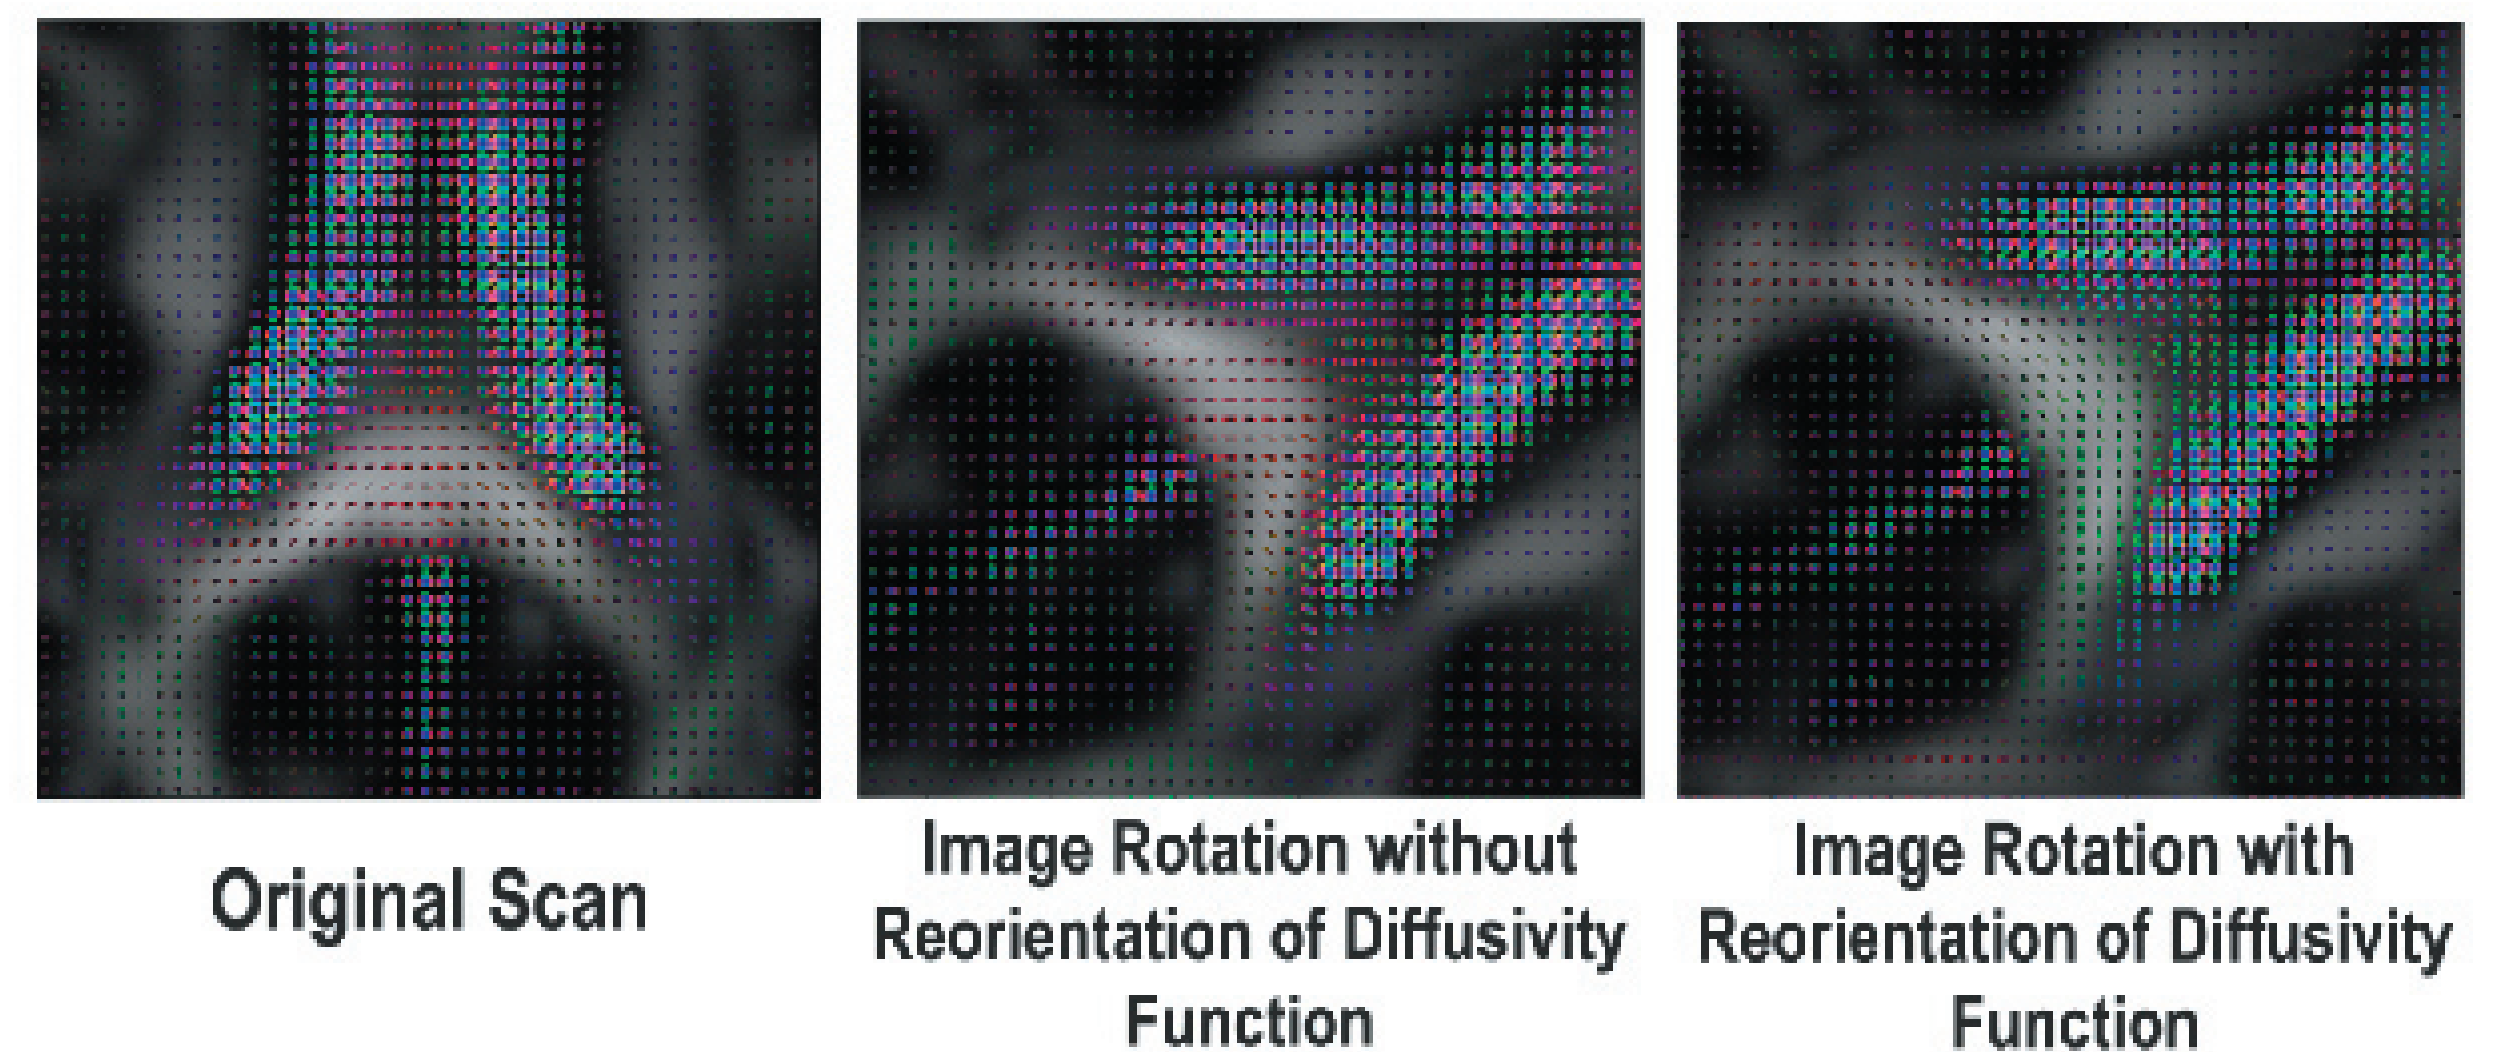 Original Scan
Image Rotation without
Reorientation of Diffusivity
Function
Image Rotation with
Reorientation of Diffusivity
Function